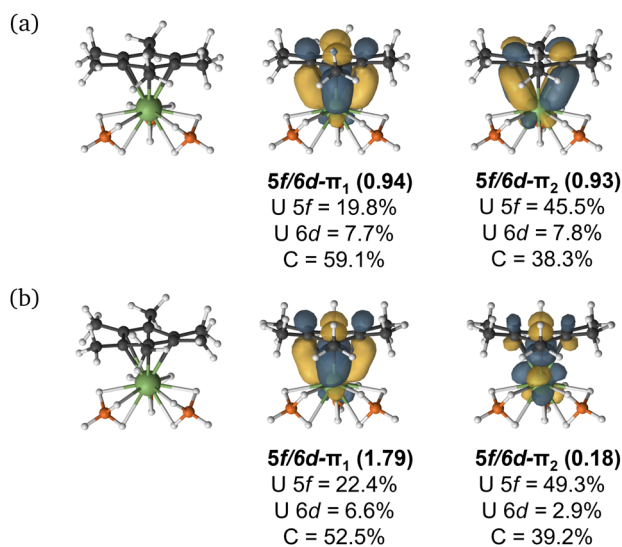 (a)
5f/6d-π₁ (0.94) 5f/6d-π₂ (0.93)
U 5f = 19.8% U 5f = 45.5%
U 6d = 7.7% U 6d = 7.8%
C = 59.1% C = 38.3%
(b)
5f/6d-π₁ (1.79) 5f/6d-π₂ (0.18)
U 5f = 22.4% U 5f = 49.3%
U 6d = 6.6% U 6d = 2.9%
C = 52.5% C = 39.2%